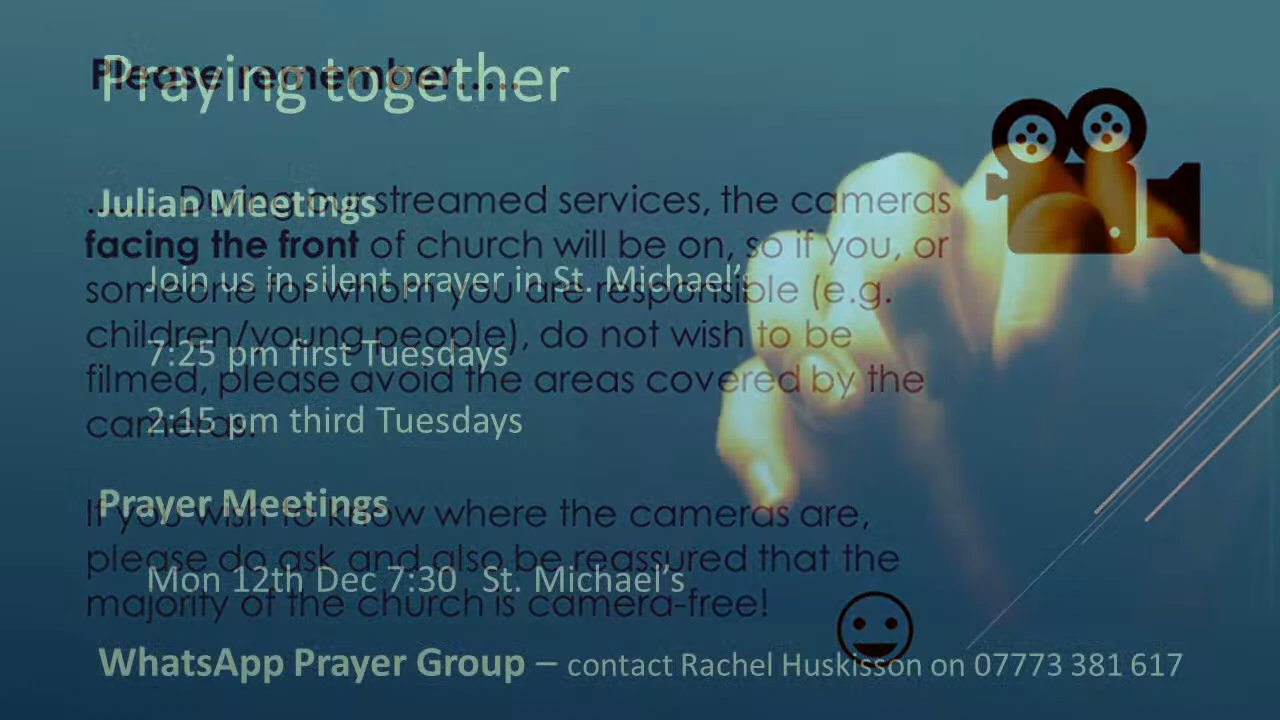 Praying together
Julian Meetings
Join us in silent prayer in St. Michael's
7:25 pm first Tuesdays
2:15 pm third Tuesdays
Prayer Meetings
Mon 12th Dec 7:30 St. Michael's
WhatsApp Prayer Group – contact Rachel Huskisson on 07773 381 617
Please remember.....
....... During our streamed services, the cameras
facing the front of church will be on, so if you, or
someone for whom you are responsible (e.g.
children/young people), do not wish to be
filmed, please avoid the areas covered by the
cameras.
If you wish to know where the cameras are,
please do ask and also be reassured that the
majority of the church is camera-free!